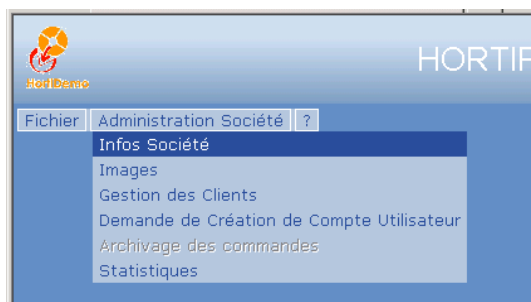 HORTIF
Fichier Administration Société ?
Infos Société
Images
Gestion des Clients
Demande de Création de Compte Utilisateur
Archivage des commandes
Statistiques